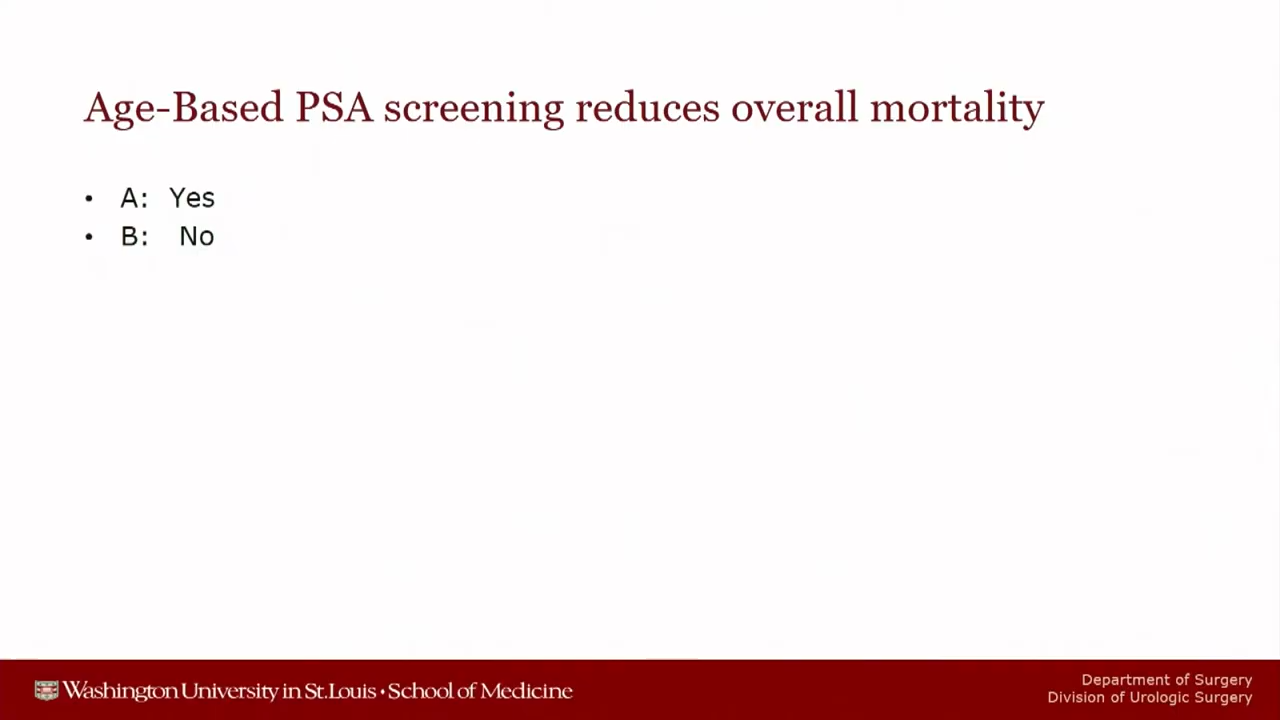 Age-Based PSA screening reduces overall mortality
• A: Yes
• B: No
Washington University in St.Louis • School of Medicine
Department of Surgery
Division of Urologic Surgery